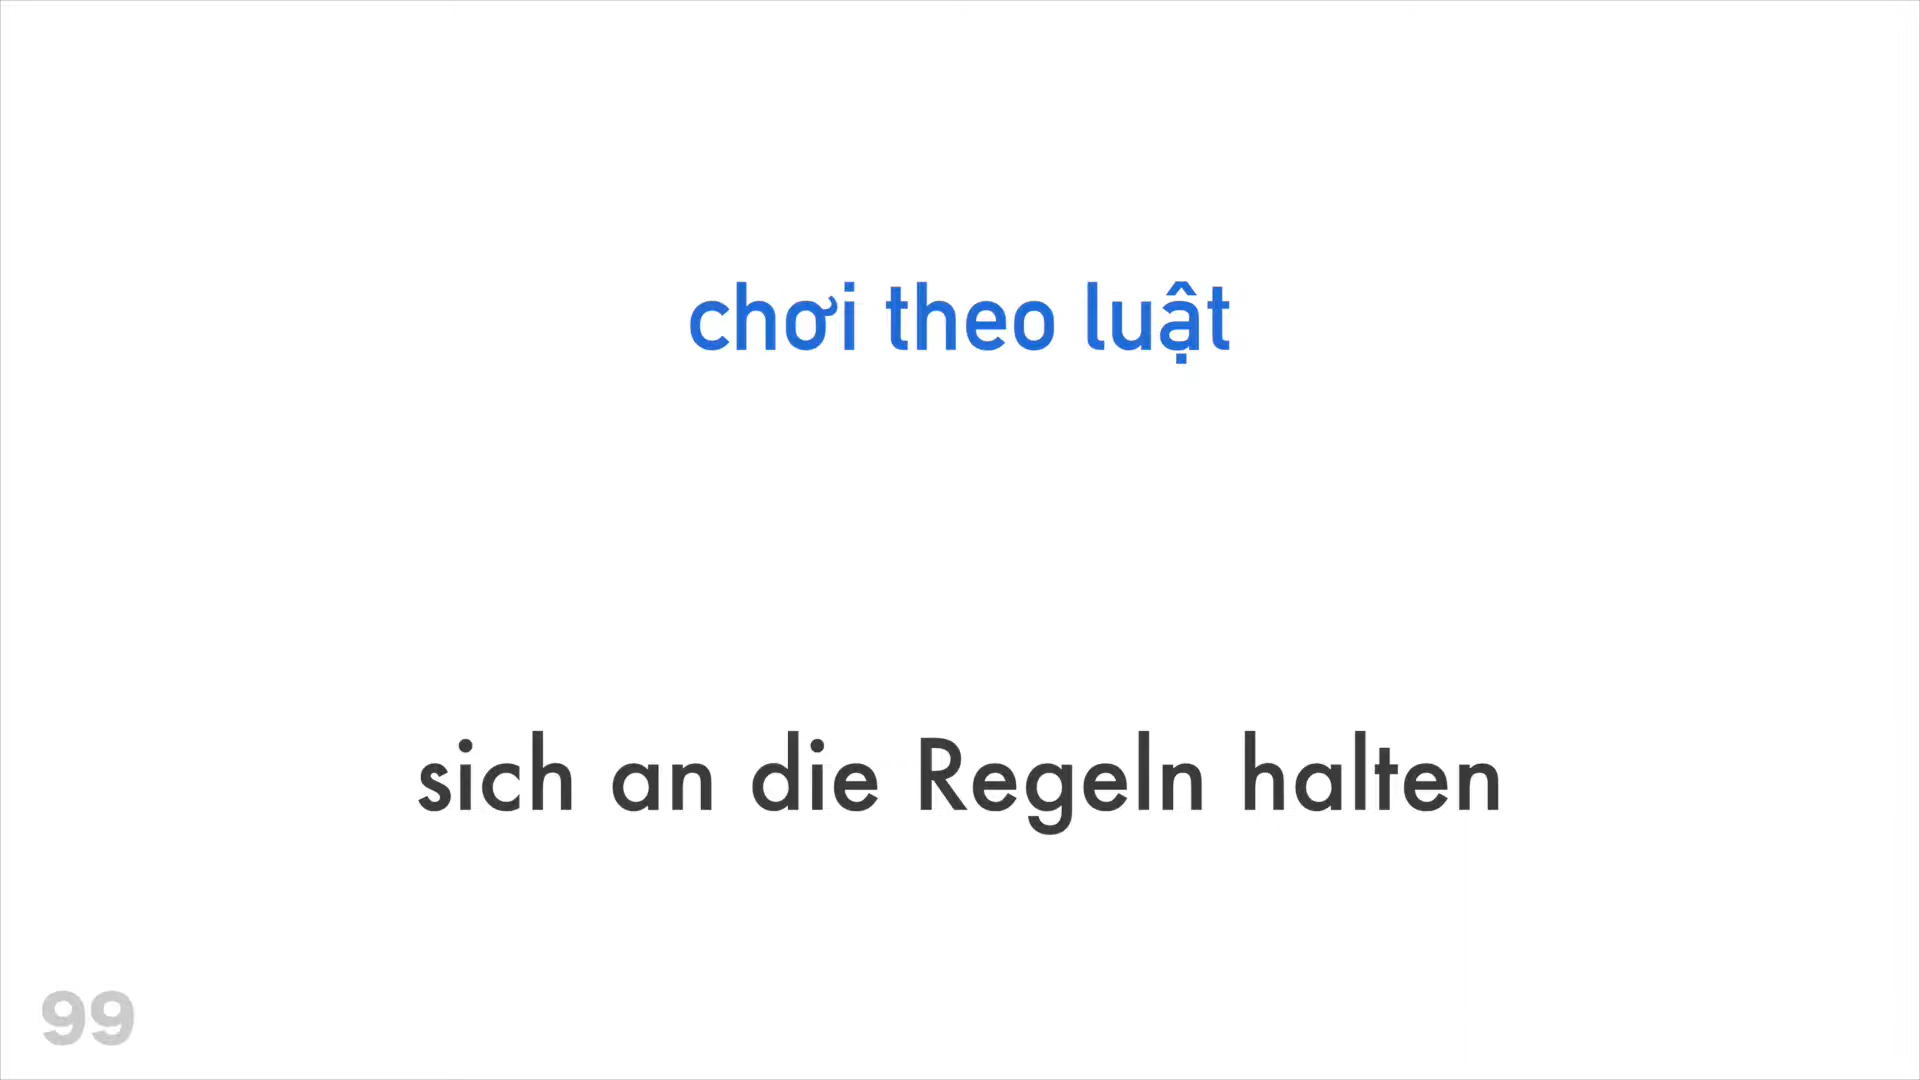 chơi theo luật
sich an die Regeln halten
99